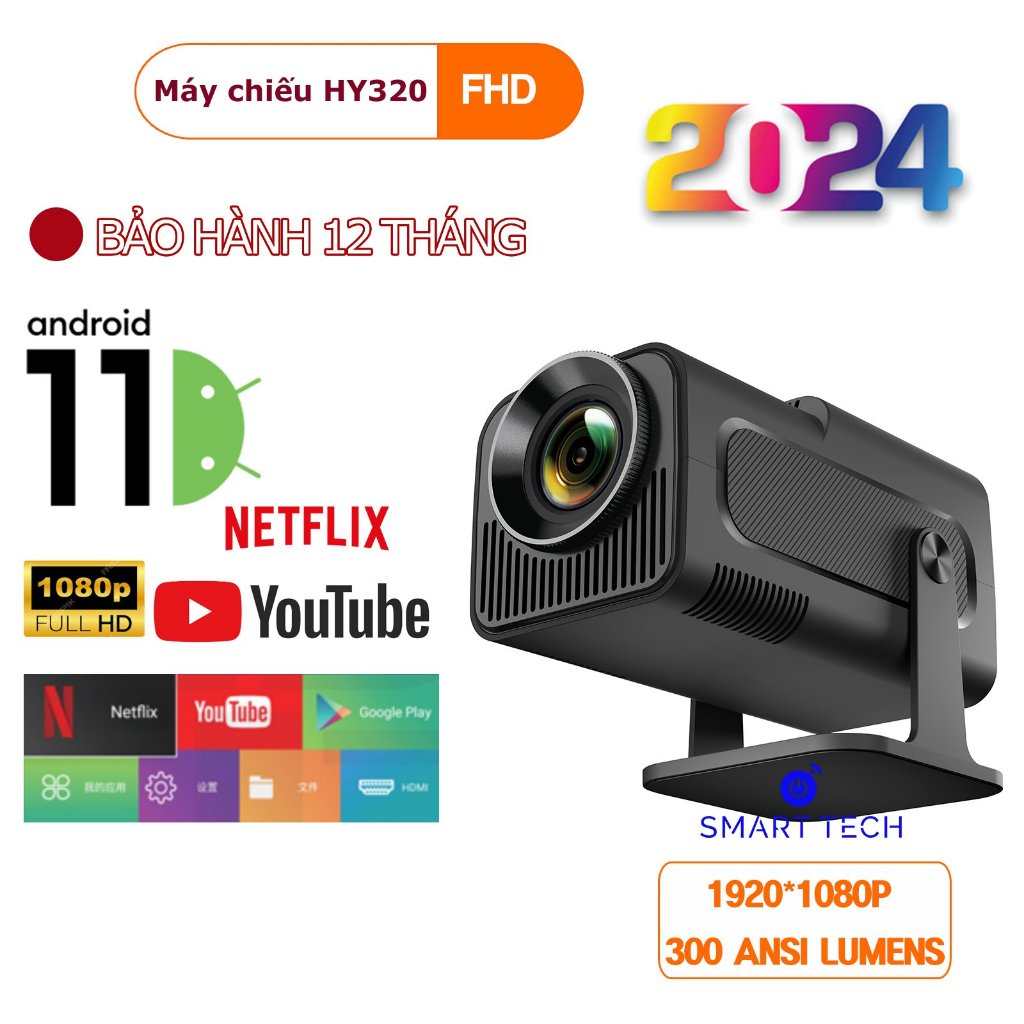 Máy chiếu HY320 FHD
2024
BẢO HÀNH 12 THÁNG
android
11
NETFLIX
1080p
FULL HD
YouTube
N Netflix
YouTube
Google Play
我的应用
设置
文件
HDMI
SMART TECH
1920*1080P
300 ANSI LUMENS